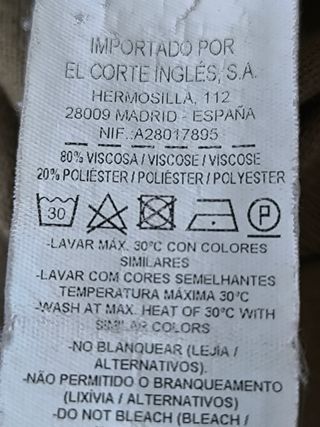 IMPORTADO POR
EL CORTE INGLÉS, S.A.
HERMOSILLA, 112
28009 MADRID - ESPAÑA
NIF.:A28017895
80% VISCOSA / VISCOSE / VISCOSE
20% POLIÉSTER / POLIÉSTER / POLYESTER
30 P
-LAVAR MÁX. 30°C CON COLORES
SIMILARES
-LAVAR COM CORES SEMELHANTES
TEMPERATURA MÁXIMA 30°C
-WASH AT MAX. HEAT OF 30°C WITH
SIMILAR COLORS
-NO BLANQUEAR (LEJÍA /
ALTERNATIVOS).
-NÃO PERMITIDO O BRANQUEAMENTO
(LIXÍVIA / ALTERNATIVOS)
-DO NOT BLEACH (BLEACH /